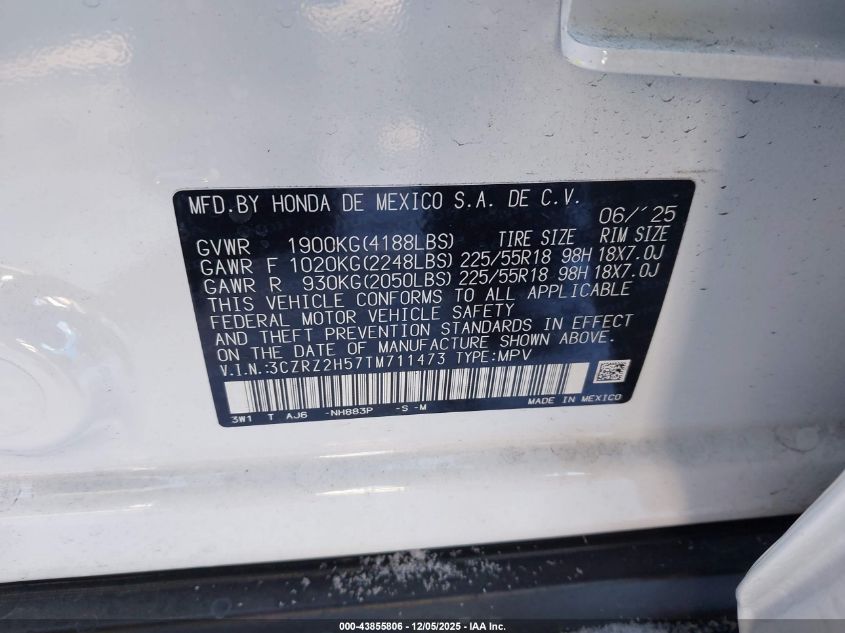 MFD.BY HONDA DE MEXICO S.A. DE C.V.
06/'25
GVWR 1900KG(4188LBS) TIRE SIZE RIM SIZE
GAWR F 1020KG(2248LBS) 225/55R18 98H 18X7.0J
GAWR R 930KG(2050LBS) 225/55R18 98H 18X7.0J
THIS VEHICLE CONFORMS TO ALL APPLICABLE
FEDERAL MOTOR VEHICLE SAFETY
AND THEFT PREVENTION STANDARDS IN EFFECT
ON THE DATE OF MANUFACTURE SHOWN ABOVE.
V.I.N.:3CZRZ2H57TM711473 TYPE:MPV
3W1 T AJ6 -NH883P -S-M MADE IN MEXICO
000-43855806 - 12/05/2025 - IAA Inc.